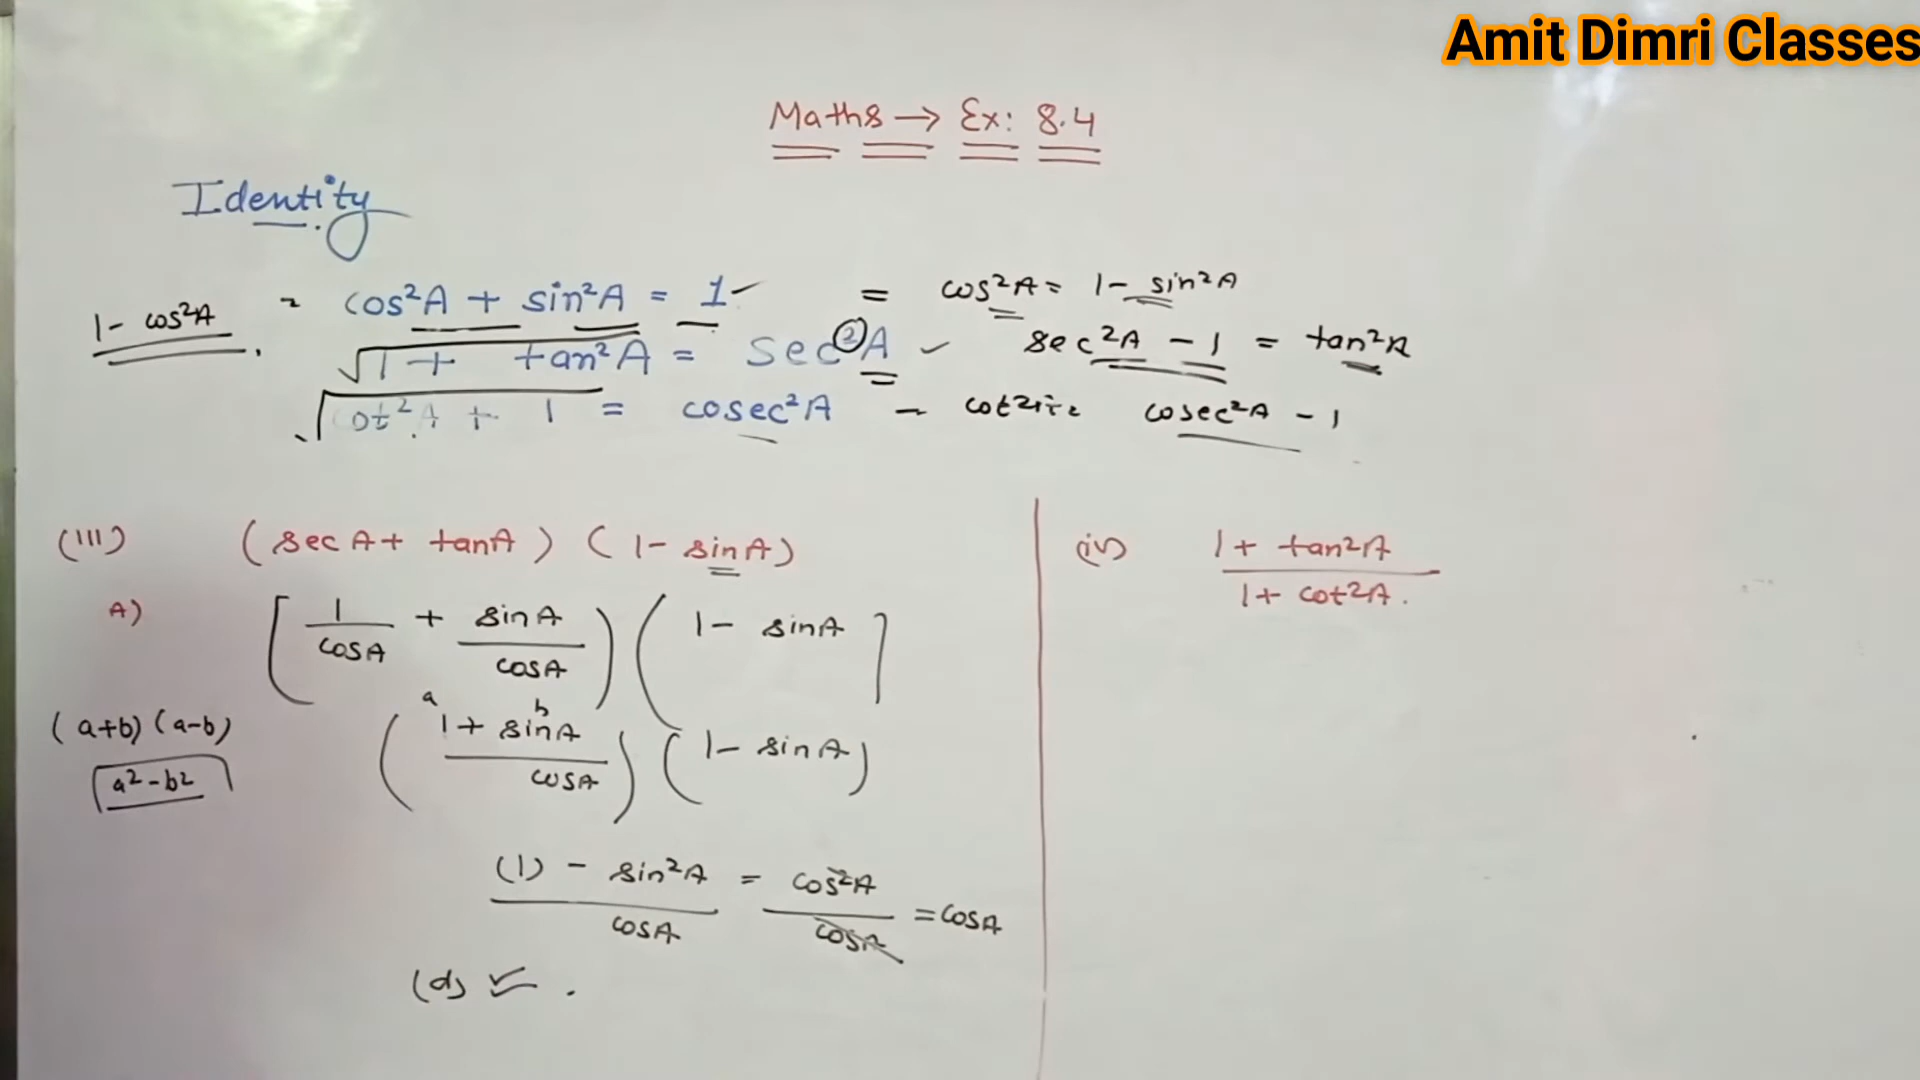 Amit Dimri Classes
Maths → Ex: 8.4
Identity
1 - cos²A = cos²A + sin²A = 1 = cos²A = 1 - sin²A
√1 + tan²A = sec²A sec²A - 1 = tan²A
√cot²A + 1 = cosec²A - cosec²A - 1
(III) (sec A + tanA) (1 - sinA)
A) [1/cosA + sinA/cosA) (1 - sinA]
(a+b) (a-b)
a² - b²
a b
(1 + sinA/cosA) (1 - sinA)
(1) - sin²A/cosA = cos²A/cosA = cosA
(d) ✓.
(iv) 1 + tan²A/1 + cot²A.